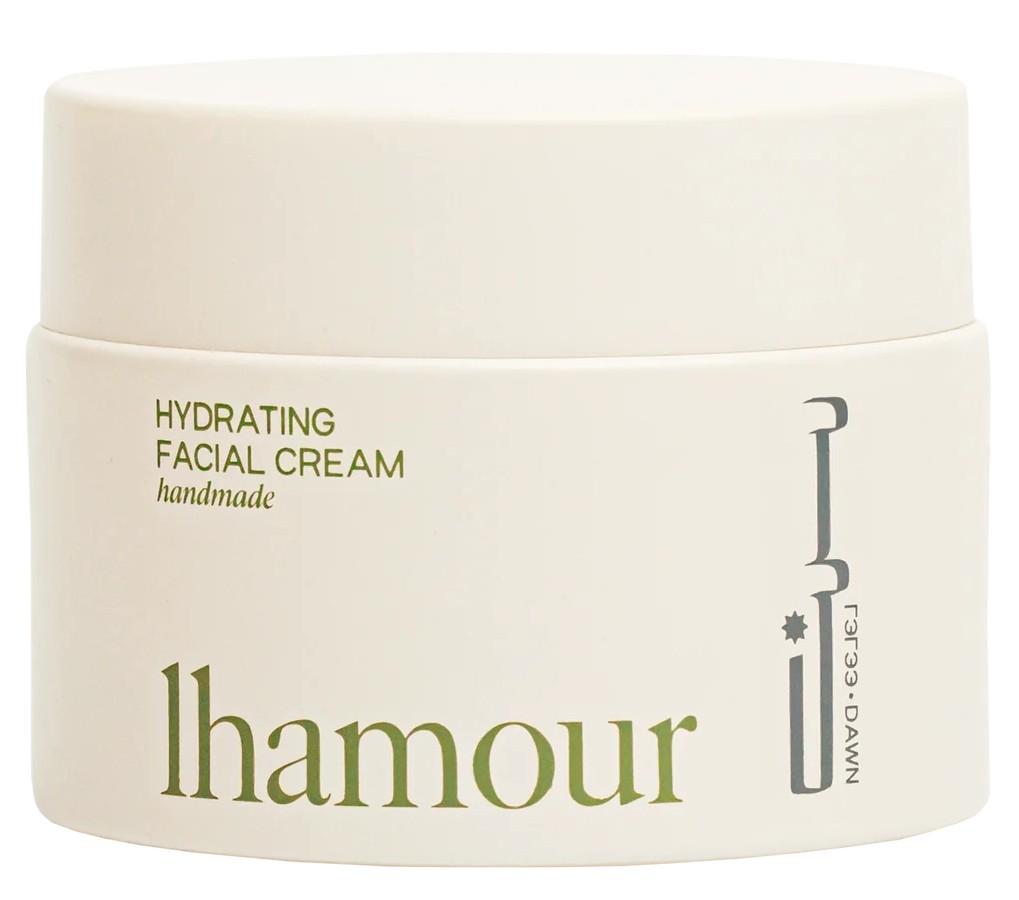 HYDRATING
FACIAL CREAM
handmade
lhamour
ГЭГЭЭ • DAWN